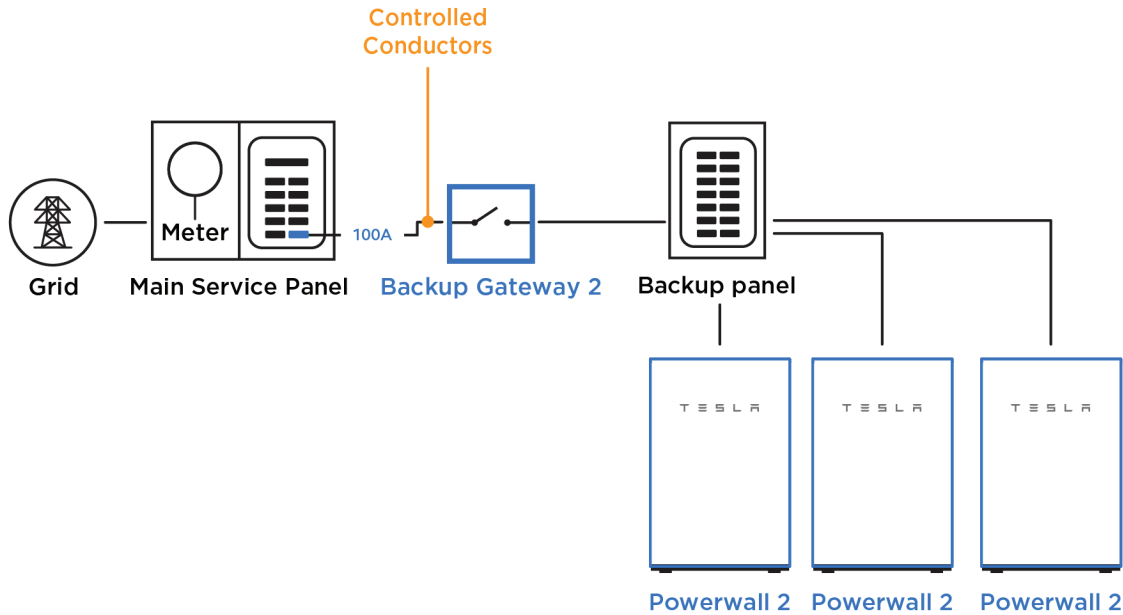 Controlled
Conductors
Meter
100A
Grid
Main Service Panel
Backup Gateway 2
Backup panel
TESLA
TESLA
TESLA
Powerwall 2
Powerwall 2
Powerwall 2